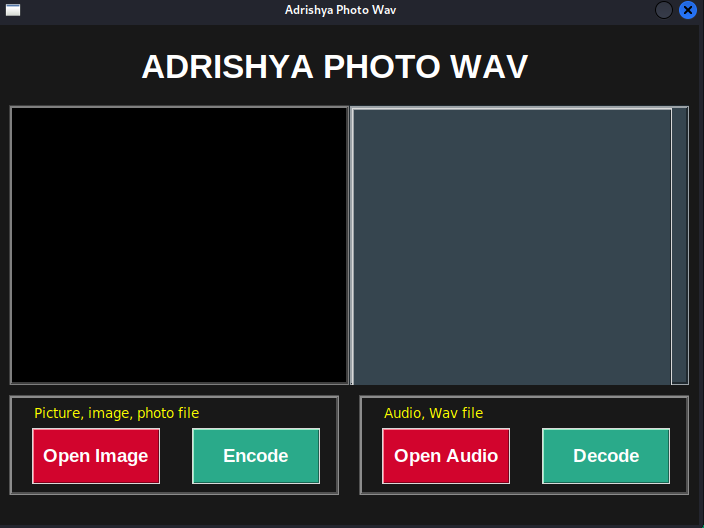 Adrishya Photo Wav
ADRISHYA PHOTO WAV
Picture, image, photo file
Open Image
Encode
Audio, Wav file
Open Audio
Decode